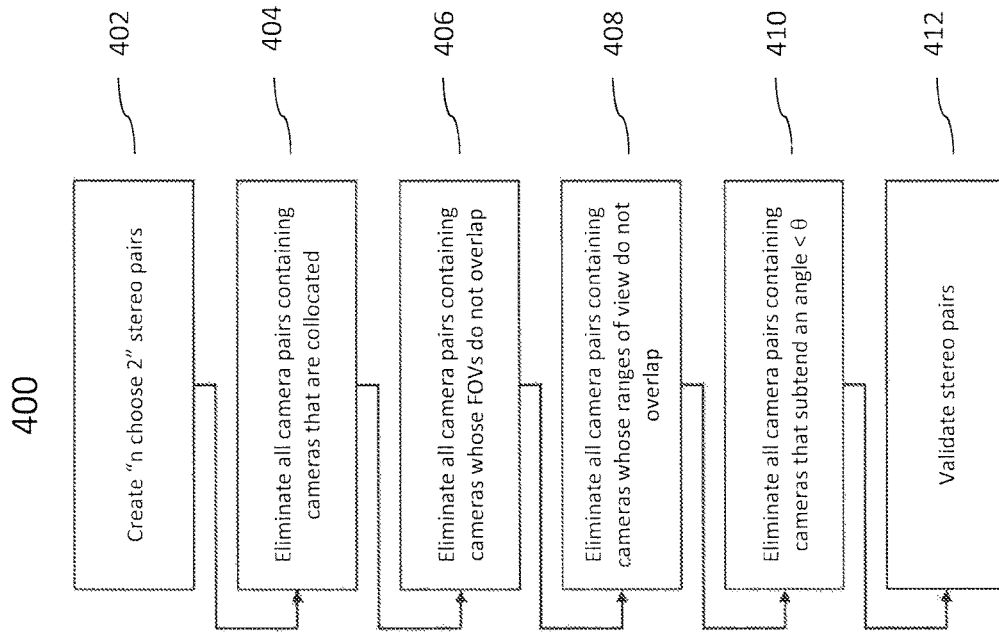 400
Create “n choose 2” stereo pairs
402
Eliminate all camera pairs containing
cameras that are collocated
404
Eliminate all camera pairs containing
cameras whose FOVs do not overlap
406
Eliminate all camera pairs containing
cameras whose ranges of view do not
overlap
408
Eliminate all camera pairs containing
cameras that subtend an angle < θ
410
Validate stereo pairs
412